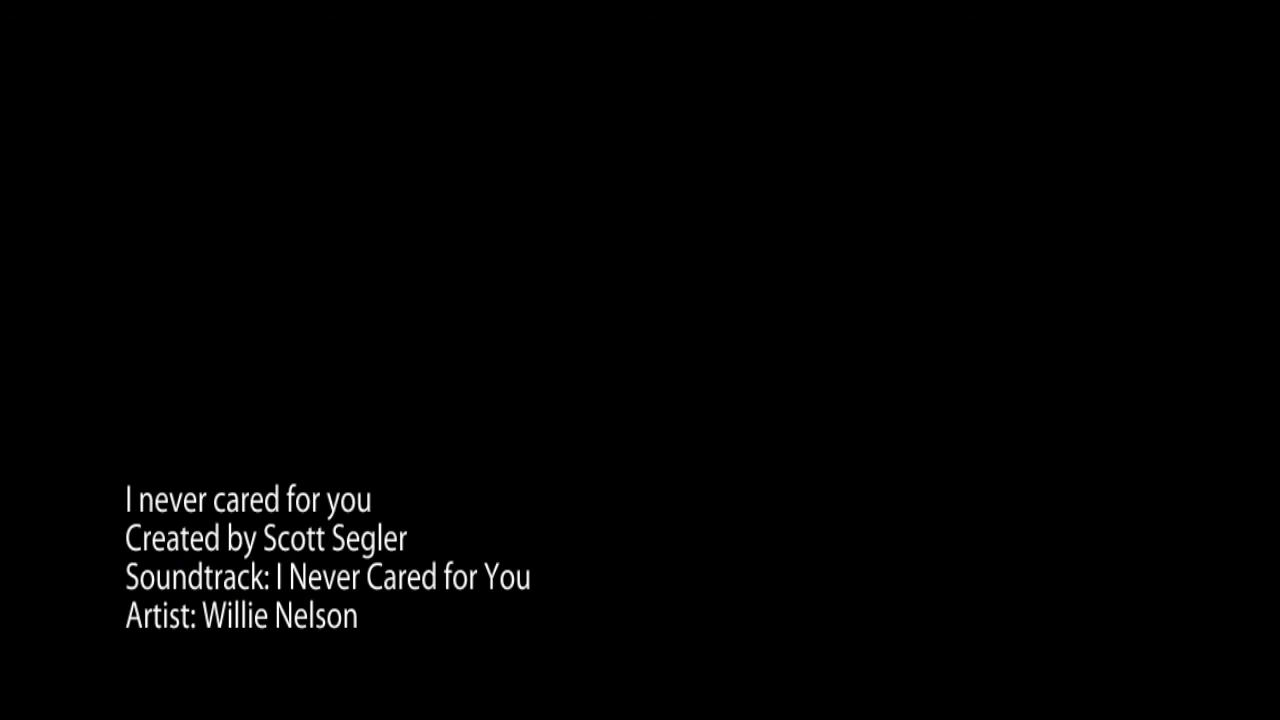 I never cared for you
Created by Scott Segler
Soundtrack: I Never Cared for You
Artist: Willie Nelson